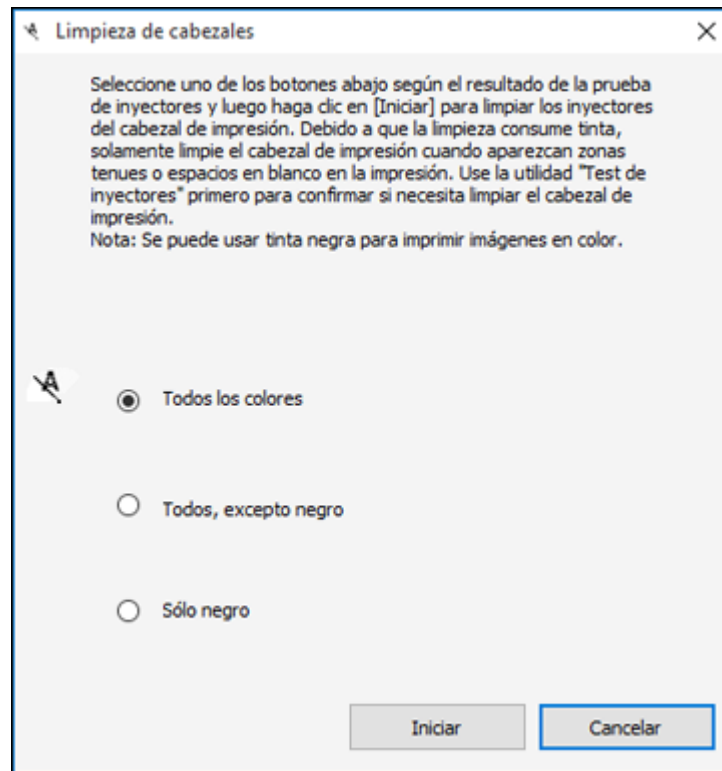 Limpieza de cabezales
Seleccione uno de los botones abajo según el resultado de la prueba
de inyectores y luego haga clic en [Iniciar] para limpiar los inyectores
del cabezal de impresión. Debido a que la limpieza consume tinta,
solamente limpie el cabezal de impresión cuando aparezcan zonas
tenues o espacios en blanco en la impresión. Use la utilidad "Test de
inyectores" primero para confirmar si necesita limpiar el cabezal de
impresión.
Nota: Se puede usar tinta negra para imprimir imágenes en color.
A
Todos los colores
Todos, excepto negro
Sólo negro
Iniciar Cancelar